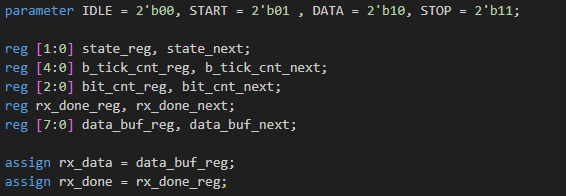 parameter IDLE = 2'b00, START = 2'b01 , DATA = 2'b10, STOP = 2'b11;
reg [1:0] state_reg, state_next;
reg [4:0] b_tick_cnt_reg, b_tick_cnt_next;
reg [2:0] bit_cnt_reg, bit_cnt_next;
reg rx_done_reg, rx_done_next;
reg [7:0] data_buf_reg, data_buf_next;
assign rx_data = data_buf_reg;
assign rx_done = rx_done_reg;